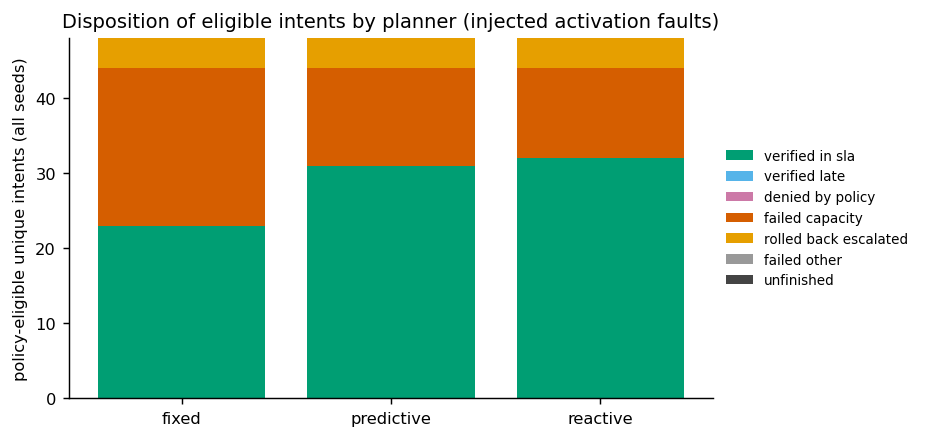 Disposition of eligible intents by planner (injected activation faults)
policy-eligible unique intents (all seeds)
40
30
20
10
0
fixed
predictive
reactive
verified in sla
verified late
denied by policy
failed capacity
rolled back escalated
failed other
unfinished